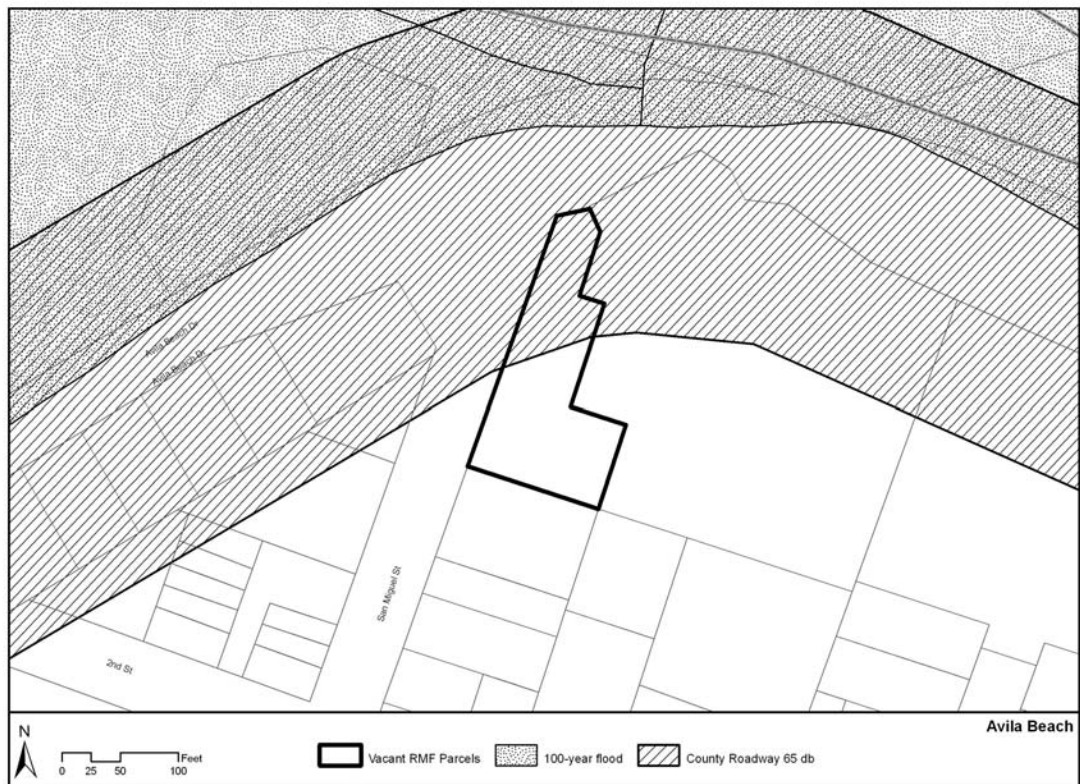 Avila Beach Dr
Avila Beach Dr
San Miguel St
2nd St
Avila Beach
N
Feet
0 25 50 100
Vacant RMF Parcels
100-year flood
County Roadway 65 db